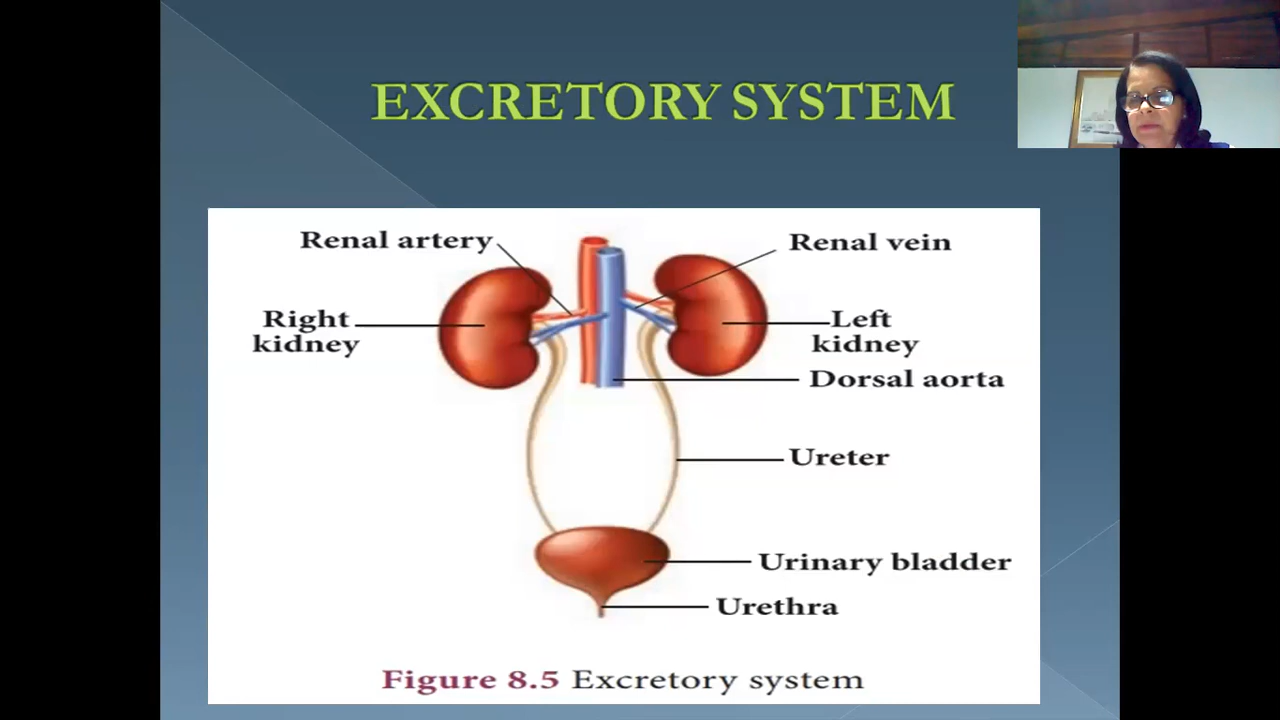 EXCRETORY SYSTEM
Renal artery
Renal vein
Right
kidney
Left
kidney
Dorsal aorta
Ureter
Urinary bladder
Urethra
Figure 8.5 Excretory system